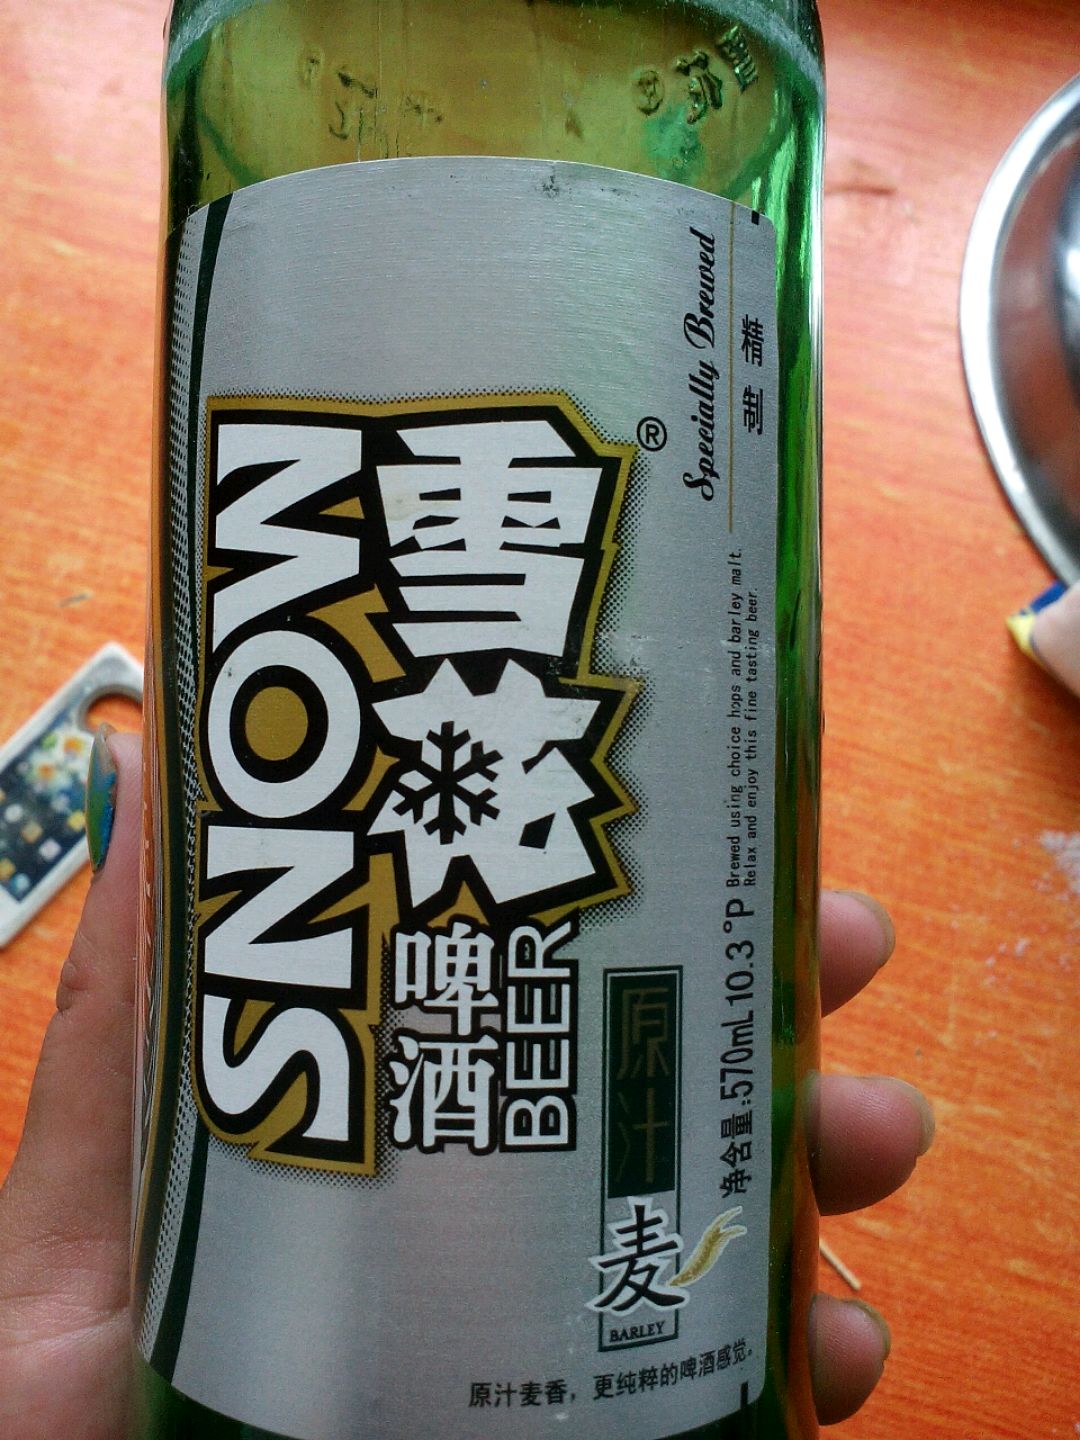 SNOW
雪花
®
啤酒
BEER
原汁
麦
BARLEY
原汁麦香，更纯粹的啤酒感觉。
Specially Brewed
精制
Brewed using choice hops and barley malt.
Relax and enjoy this fine tasting beer.
净含量:570mL 10.3°P